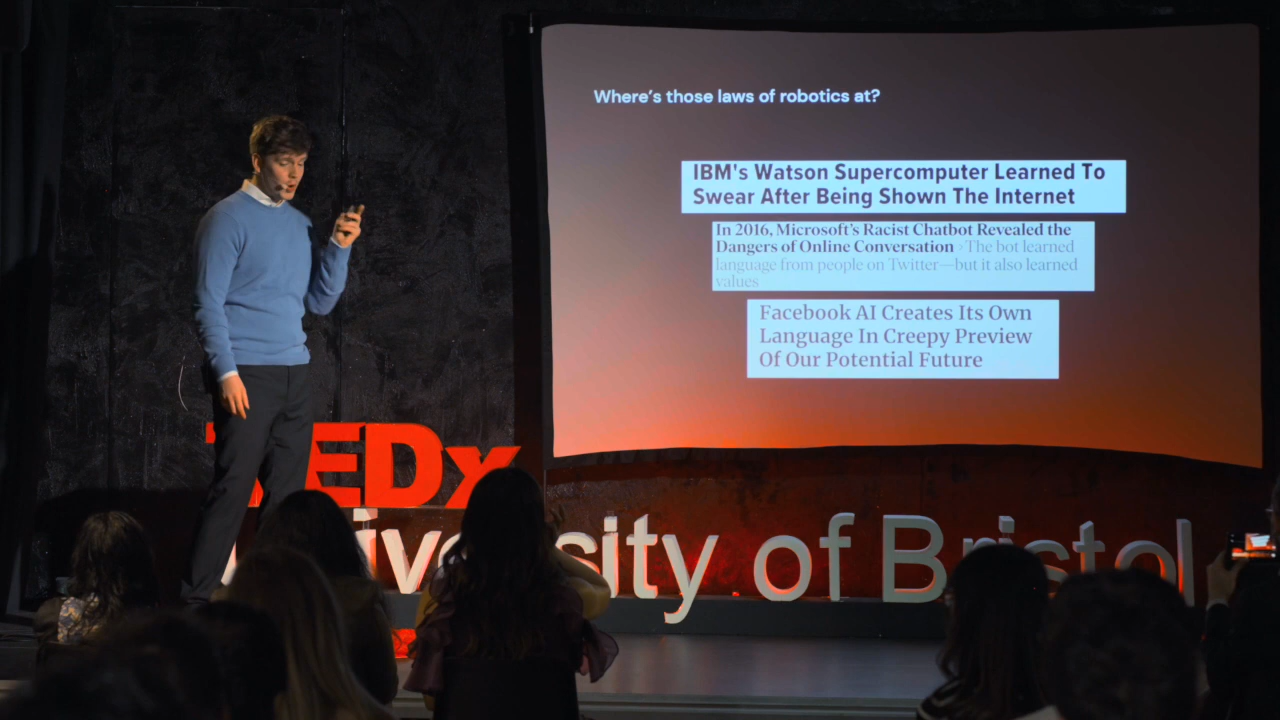 Where's those laws of robotics at?
IBM's Watson Supercomputer Learned To
Swear After Being Shown The Internet
In 2016, Microsoft's Racist Chatbot Revealed the
Dangers of Online Conversation › The bot learned
language from people on Twitter—but it also learned
values
Facebook AI Creates Its Own
Language In Creepy Preview
Of Our Potential Future
TEDx
University of Bristol